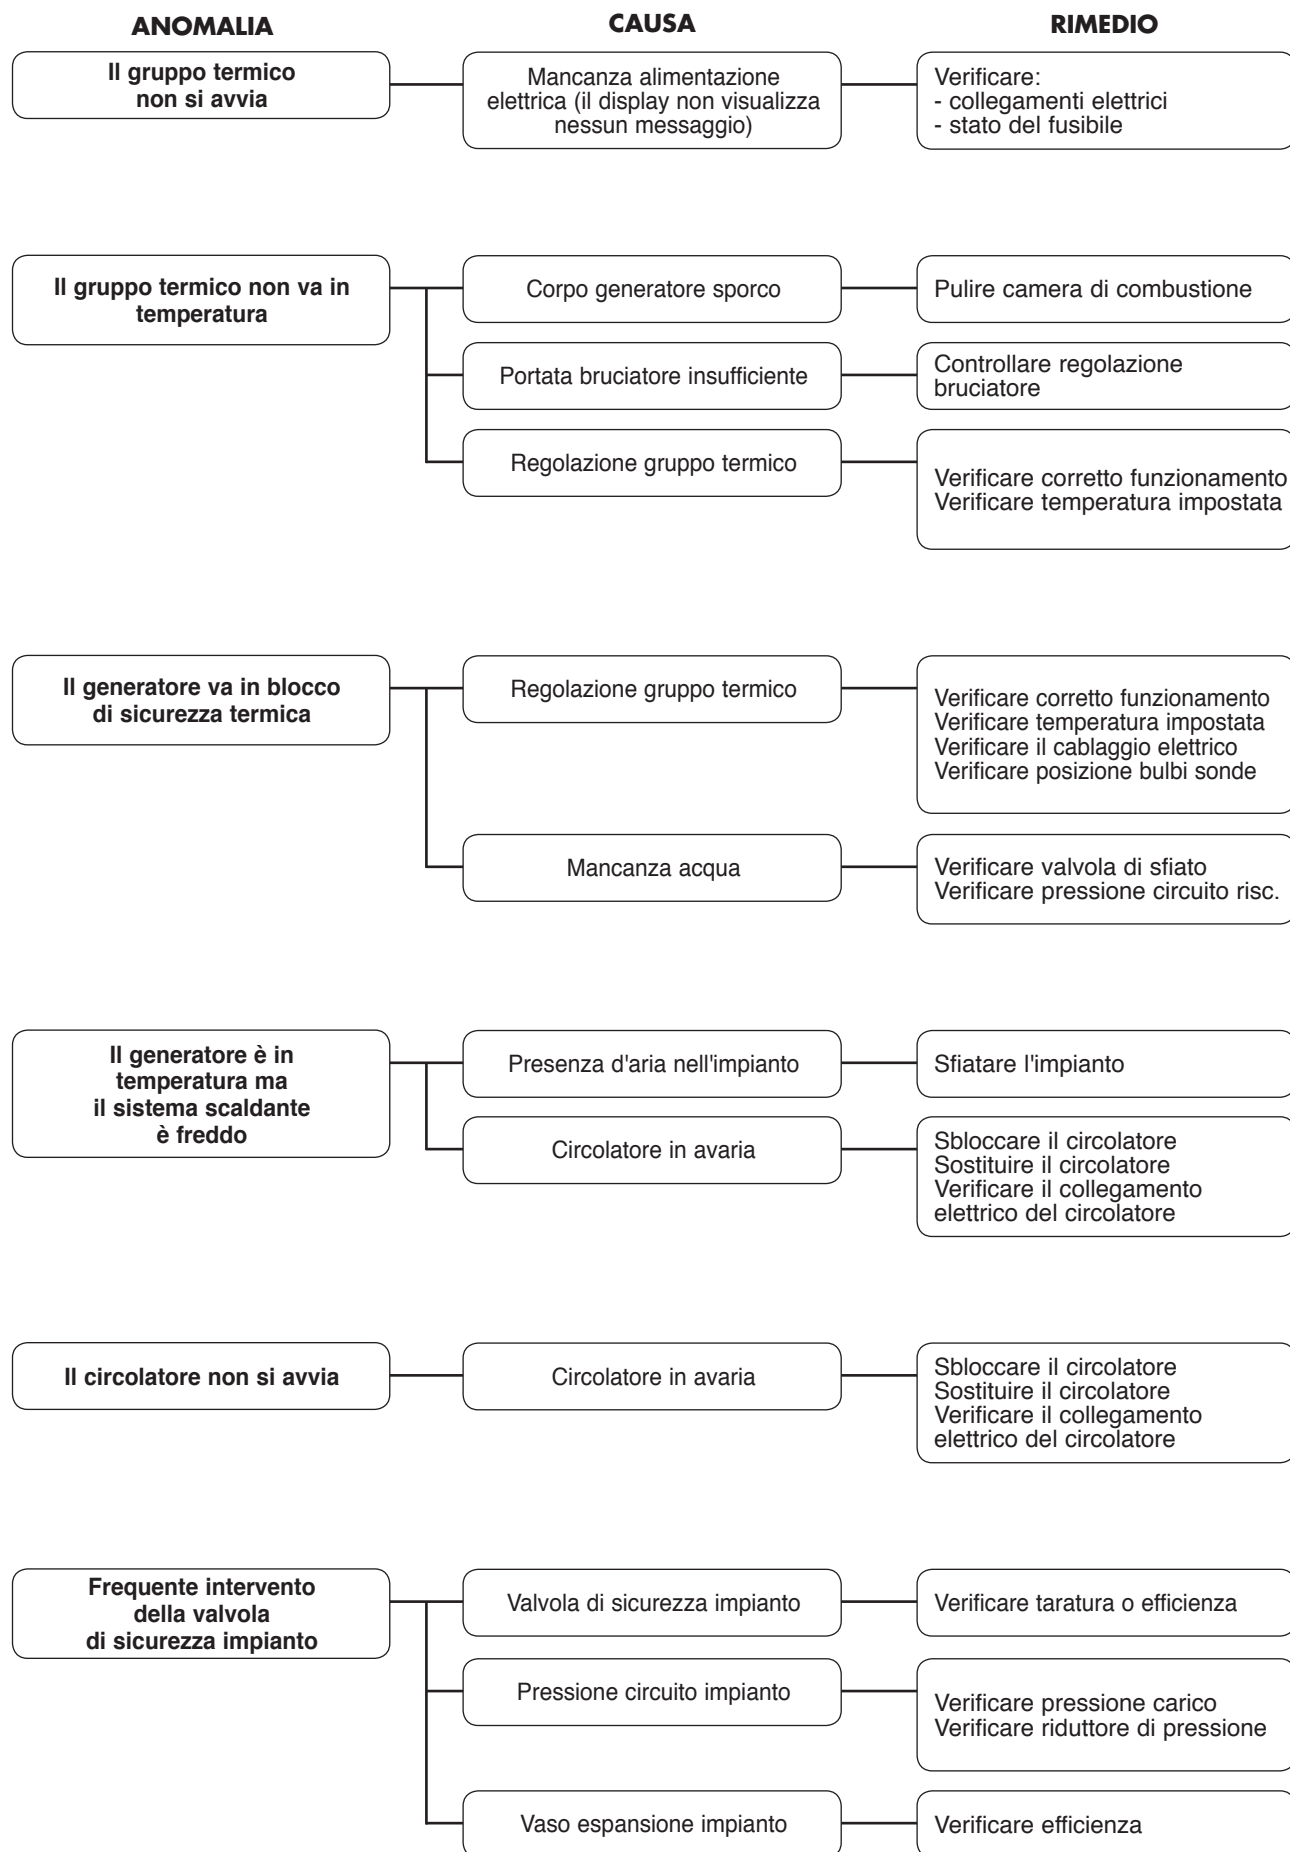 ANOMALIA
CAUSA
RIMEDIO
Il gruppo termico
non si avvia
Mancanza alimentazione
elettrica (il display non visualizza
nessun messaggio)
Verificare:
- collegamenti elettrici
- stato del fusibile
Il gruppo termico non va in
temperatura
Corpo generatore sporco
Pulire camera di combustione
Portata bruciatore insufficiente
Controllare regolazione
bruciatore
Regolazione gruppo termico
Verificare corretto funzionamento
Verificare temperatura impostata
Il generatore va in blocco
di sicurezza termica
Regolazione gruppo termico
Verificare corretto funzionamento
Verificare temperatura impostata
Verificare il cablaggio elettrico
Verificare posizione bulbi sonde
Mancanza acqua
Verificare valvola di sfiato
Verificare pressione circuito risc.
Il generatore è in
temperatura ma
il sistema scaldante
è freddo
Presenza d'aria nell'impianto
Sfiatare l'impianto
Circolatore in avaria
Sbloccare il circolatore
Sostituire il circolatore
Verificare il collegamento
elettrico del circolatore
Il circolatore non si avvia
Circolatore in avaria
Sbloccare il circolatore
Sostituire il circolatore
Verificare il collegamento
elettrico del circolatore
Frequente intervento
della valvola
di sicurezza impianto
Valvola di sicurezza impianto
Verificare taratura o efficienza
Pressione circuito impianto
Verificare pressione carico
Verificare riduttore di pressione
Vaso espansione impianto
Verificare efficienza